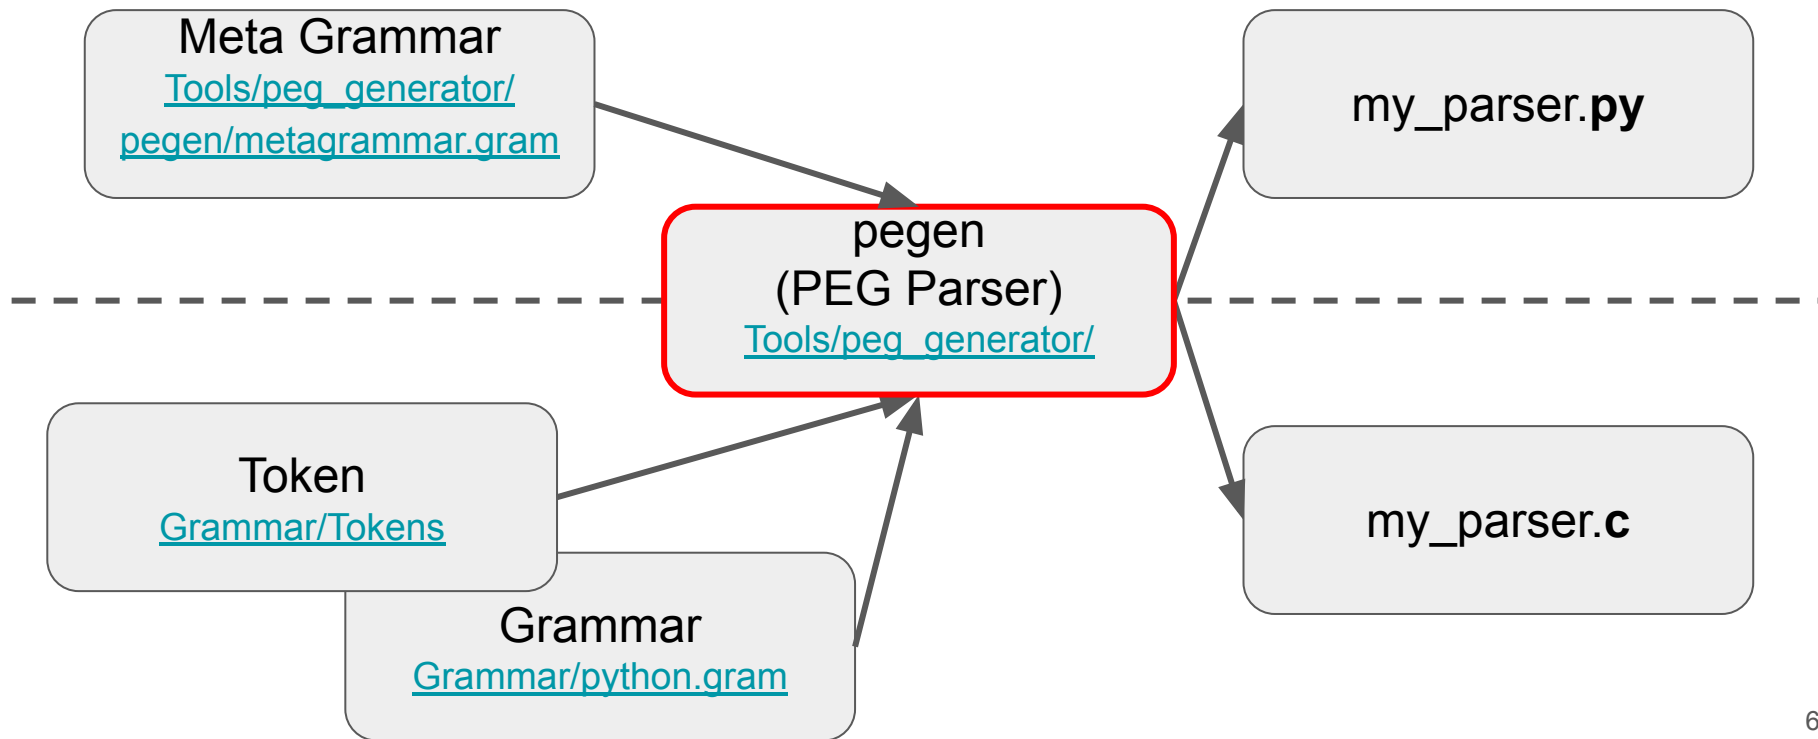 Meta Grammar
Tools/peg_generator/
pegen/metagrammar.gram
my_parser.py
pegen
(PEG Parser)
Tools/peg_generator/
Token
Grammar/Tokens
my_parser.c
Grammar
Grammar/python.gram
6